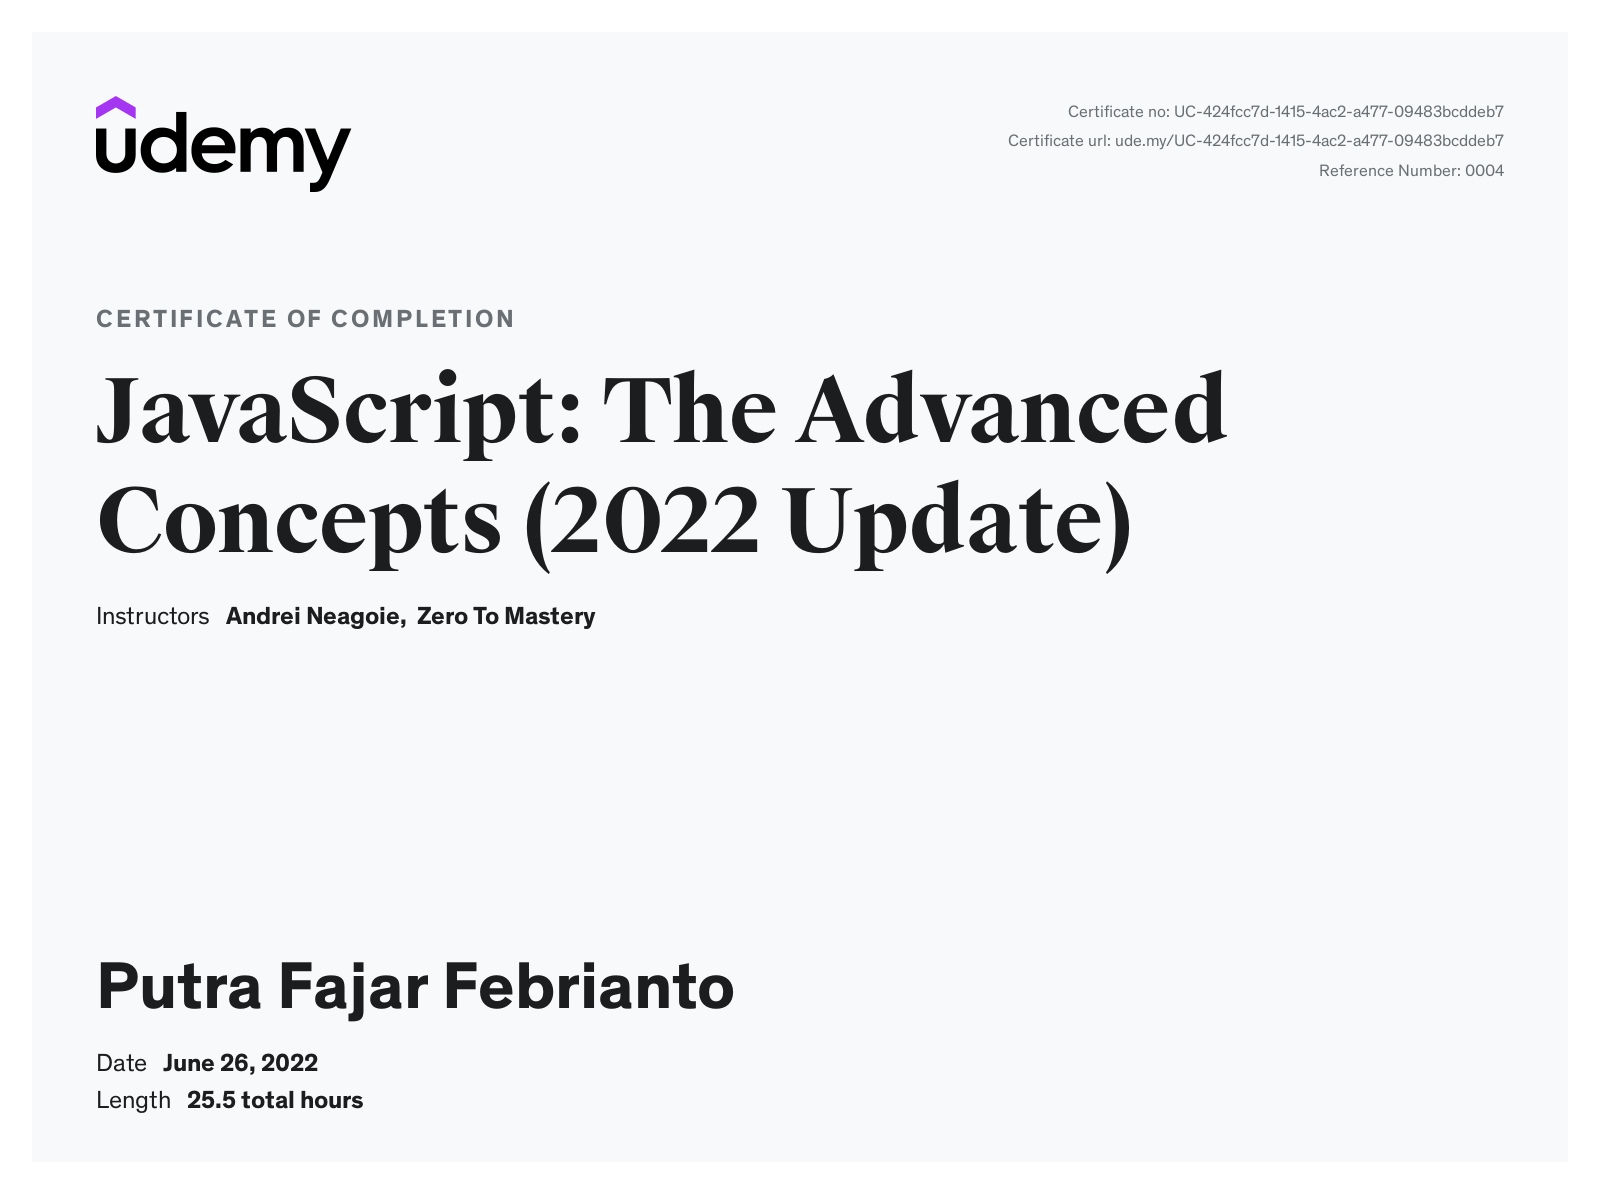 udemy
Certificate no: UC-424fcc7d-1415-4ac2-a477-09483bcddeb7
Certificate url: ude.my/UC-424fcc7d-1415-4ac2-a477-09483bcddeb7
Reference Number: 0004
CERTIFICATE OF COMPLETION
JavaScript: The Advanced
Concepts (2022 Update)
Instructors Andrei Neagoie, Zero To Mastery
Putra Fajar Febrianto
Date June 26, 2022
Length 25.5 total hours